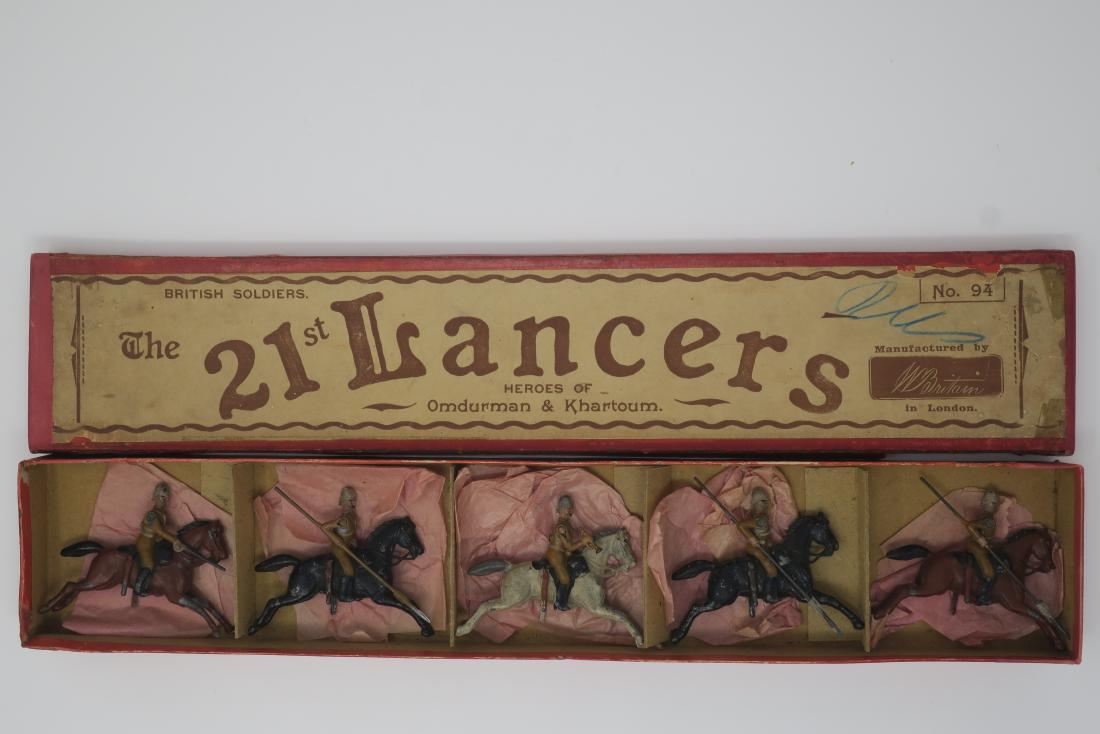 BRITISH SOLDIERS.
No. 94
The 21st Lancers
HEROES OF
Omdurman & Khartoum.
Manufactured by
W Britain
in London.